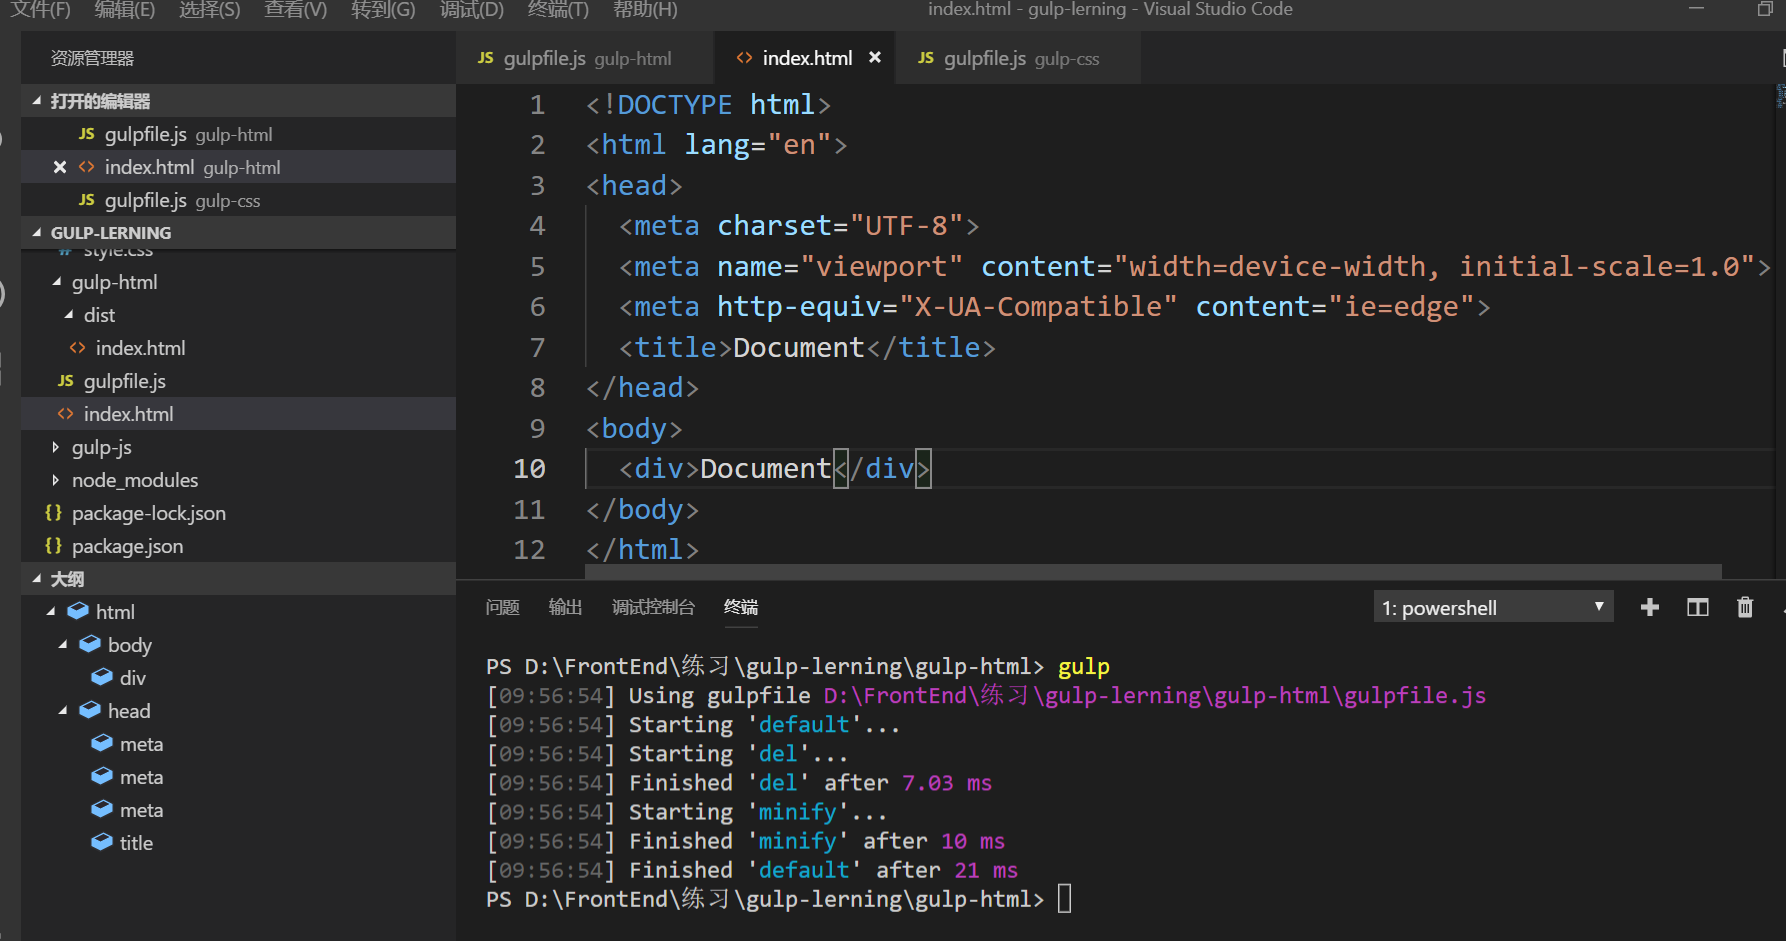 文件(F) 编辑(E) 选择(S) 查看(V) 转到(G) 调试(D) 终端(T) 帮助(H) index.html - gulp-lerning - Visual Studio Code
资源管理器
打开的编辑器
JS gulpfile.js gulp-html
index.html gulp-html
JS gulpfile.js gulp-css
GULP-LERNING
# style.css
gulp-html
dist
index.html
JS gulpfile.js
index.html
gulp-js
node_modules
{} package-lock.json
{} package.json
大纲
html
body
div
head
meta
meta
meta
title
JS gulpfile.js gulp-html <> index.html × JS gulpfile.js gulp-css
1 <!DOCTYPE html>
2 <html lang="en">
3 <head>
4 <meta charset="UTF-8">
5 <meta name="viewport" content="width=device-width, initial-scale=1.0">
6 <meta http-equiv="X-UA-Compatible" content="ie=edge">
7 <title>Document</title>
8 </head>
9 <body>
10 <div>Document</div>
11 </body>
12 </html>
问题 输出 调试控制台 终端 1: powershell
PS D:\FrontEnd\练习\gulp-lerning\gulp-html> gulp
[09:56:54] Using gulpfile D:\FrontEnd\练习\gulp-lerning\gulp-html\gulpfile.js
[09:56:54] Starting 'default'...
[09:56:54] Starting 'del'...
[09:56:54] Finished 'del' after 7.03 ms
[09:56:54] Starting 'minify'...
[09:56:54] Finished 'minify' after 10 ms
[09:56:54] Finished 'default' after 21 ms
PS D:\FrontEnd\练习\gulp-lerning\gulp-html>